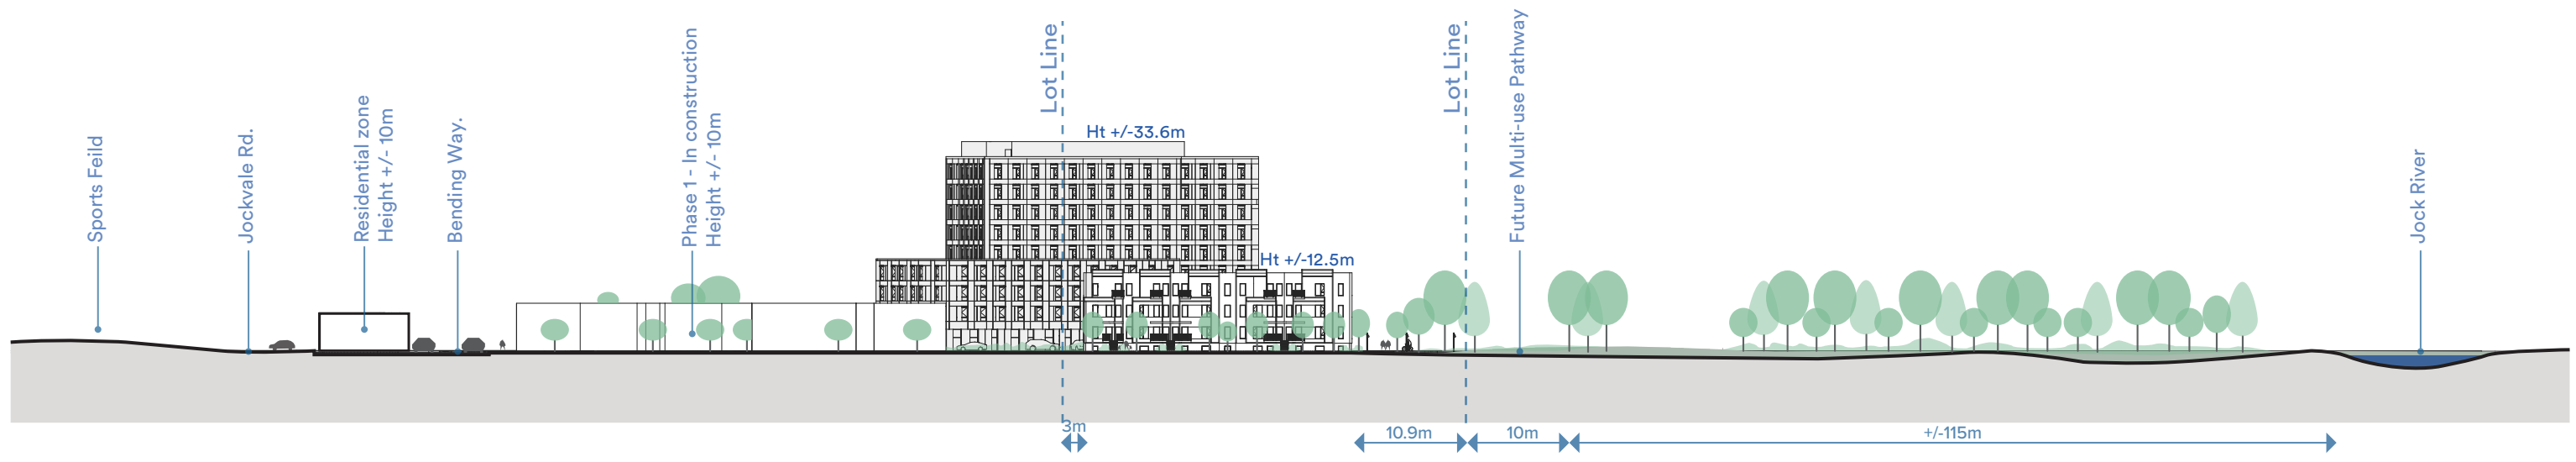 Sports Feild
Jockvale Rd.
Residential zone
Height +/- 10m
Bending Way.
Phase 1 - In construction
Height +/- 10m
Lot Line
Ht +/-33.6m
Ht +/-12.5m
Lot Line
Future Multi-use Pathway
Jock River
3m
10.9m
10m
+/-115m